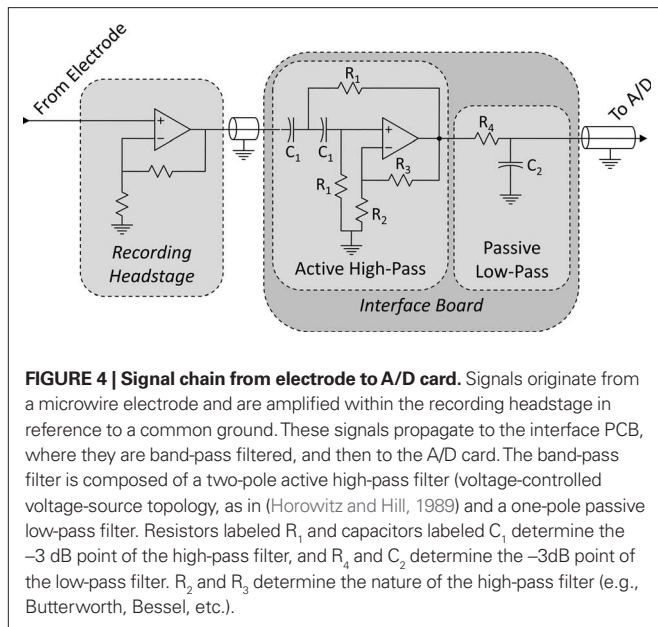 From Electrode
To A/D
R1
C1
C1
R1
R3
R2
R4
C2
Recording
Headstage
Active High-Pass
Passive
Low-Pass
Interface Board
FIGURE 4 | Signal chain from electrode to A/D card. Signals originate from
a microwire electrode and are amplified within the recording headstage in
reference to a common ground. These signals propagate to the interface PCB,
where they are band-pass filtered, and then to the A/D card. The band-pass
filter is composed of a two-pole active high-pass filter (voltage-controlled
voltage-source topology, as in (Horowitz and Hill, 1989) and a one-pole passive
low-pass filter. Resistors labeled R1 and capacitors labeled C1 determine the
–3 dB point of the high-pass filter, and R4 and C2 determine the –3dB point of
the low-pass filter. R2 and R3 determine the nature of the high-pass filter (e.g.,
Butterworth, Bessel, etc.).